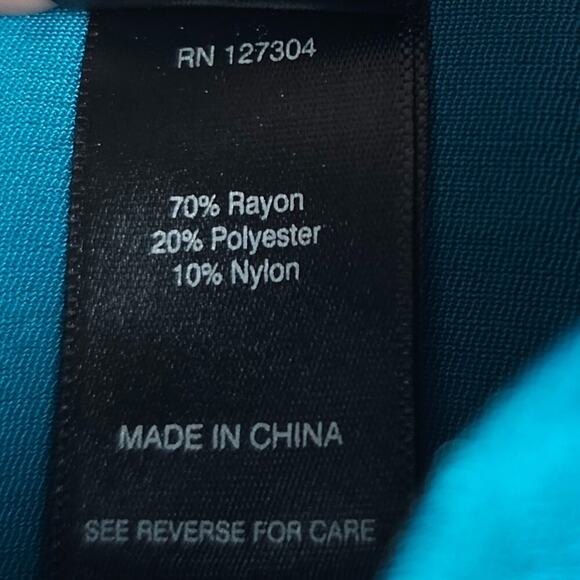 RN 127304
70% Rayon
20% Polyester
10% Nylon
MADE IN CHINA
SEE REVERSE FOR CARE